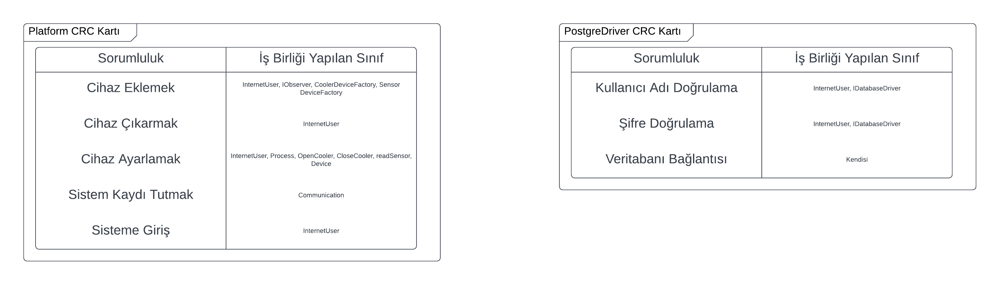 Platform CRC Kartı
Sorumluluk
İş Birliği Yapılan Sınıf
Cihaz Eklemek
InternetUser, IObserver, CoolerDeviceFactory, Sensor
DeviceFactory
Cihaz Çıkarmak
InternetUser
Cihaz Ayarlamak
InternetUser, Process, OpenCooler, CloseCooler, readSensor,
Device
Sistem Kaydı Tutmak
Communication
Sisteme Giriş
InternetUser
PostgreDriver CRC Kartı
Sorumluluk
İş Birliği Yapılan Sınıf
Kullanıcı Adı Doğrulama
InternetUser, IDatabaseDriver
Şifre Doğrulama
InternetUser, IDatabaseDriver
Veritabanı Bağlantısı
Kendisi